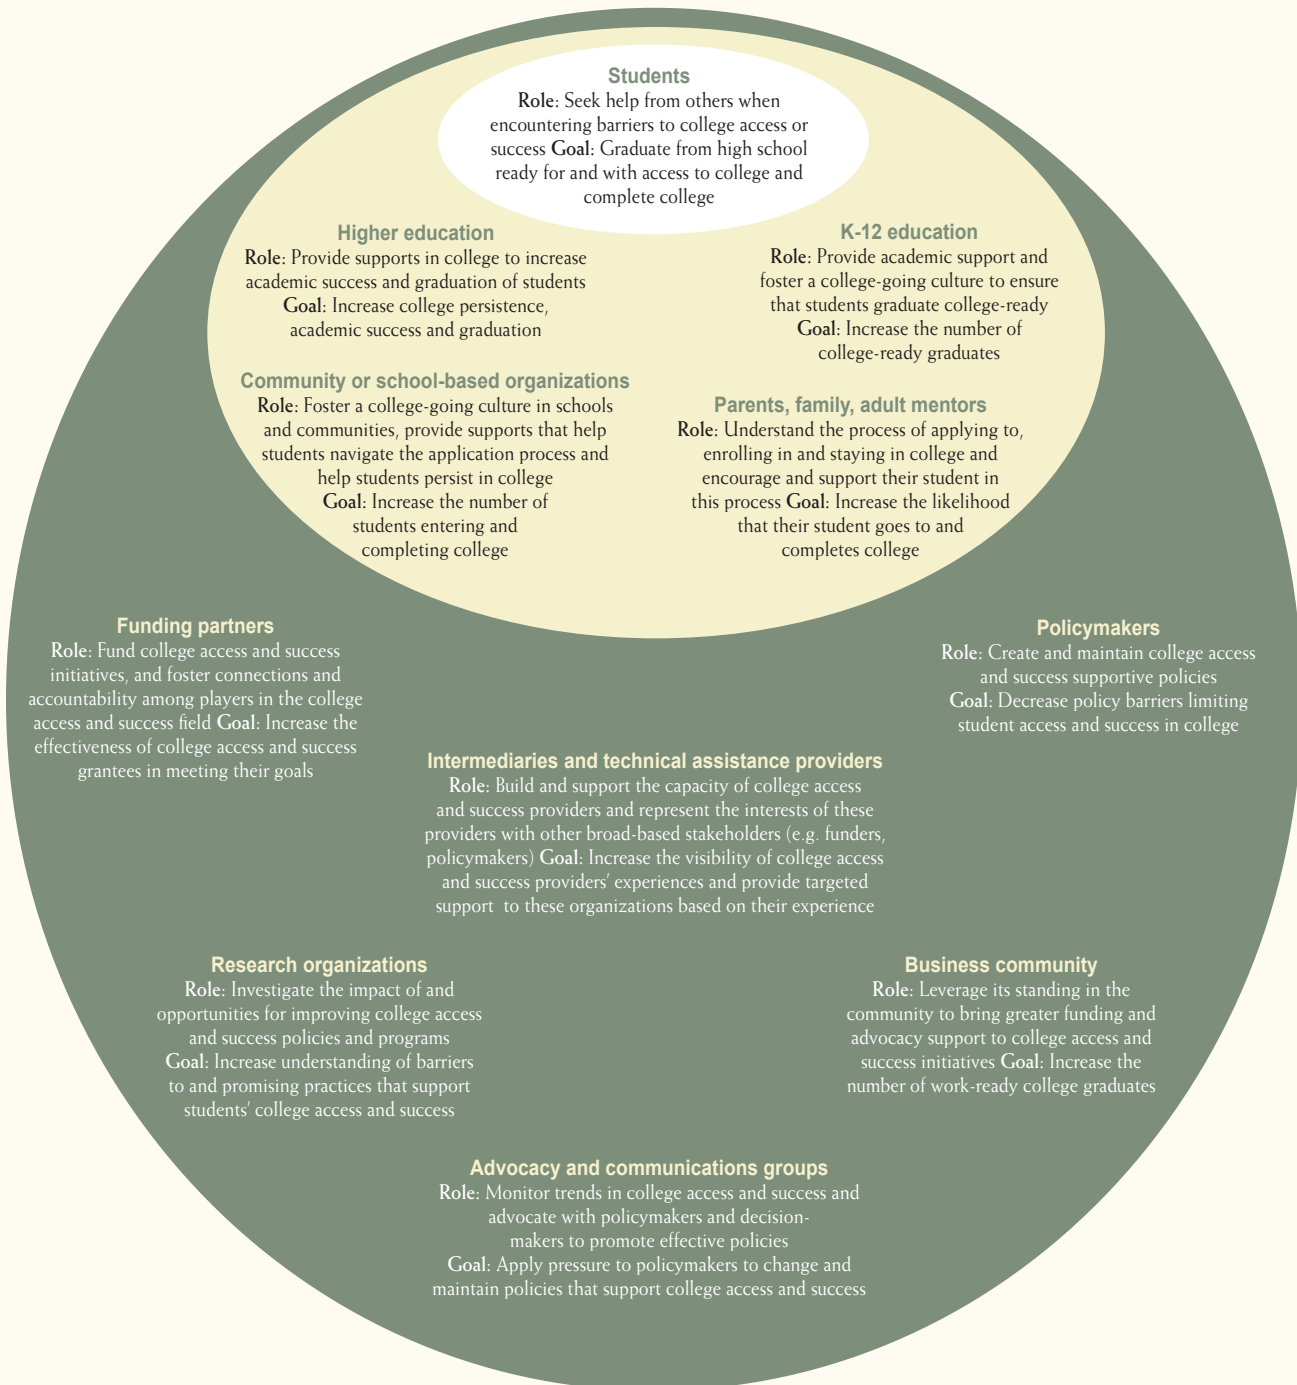 Students
Role: Seek help from others when
encountering barriers to college access or
success Goal: Graduate from high school
ready for and with access to college and
complete college
Higher education
Role: Provide supports in college to increase
academic success and graduation of students
Goal: Increase college persistence,
academic success and graduation
K-12 education
Role: Provide academic support and
foster a college-going culture to ensure
that students graduate college-ready
Goal: Increase the number of
college-ready graduates
Community or school-based organizations
Role: Foster a college-going culture in schools
and communities, provide supports that help
students navigate the application process and
help students persist in college
Goal: Increase the number of
students entering and
completing college
Parents, family, adult mentors
Role: Understand the process of applying to,
enrolling in and staying in college and
encourage and support their student in
this process Goal: Increase the likelihood
that their student goes to and
completes college
Funding partners
Role: Fund college access and success
initiatives, and foster connections and
accountability among players in the college
access and success field Goal: Increase the
effectiveness of college access and success
grantees in meeting their goals
Policymakers
Role: Create and maintain college access
and success supportive policies
Goal: Decrease policy barriers limiting
student access and success in college
Intermediaries and technical assistance providers
Role: Build and support the capacity of college access
and success providers and represent the interests of these
providers with other broad-based stakeholders (e.g. funders,
policymakers) Goal: Increase the visibility of college access
and success providers' experiences and provide targeted
support to these organizations based on their experience
Research organizations
Role: Investigate the impact of and
opportunities for improving college access
and success policies and programs
Goal: Increase understanding of barriers
to and promising practices that support
students' college access and success
Business community
Role: Leverage its standing in the
community to bring greater funding and
advocacy support to college access and
success initiatives Goal: Increase the
number of work-ready college graduates
Advocacy and communications groups
Role: Monitor trends in college access and success and
advocate with policymakers and decision-
makers to promote effective policies
Goal: Apply pressure to policymakers to change and
maintain policies that support college access and success